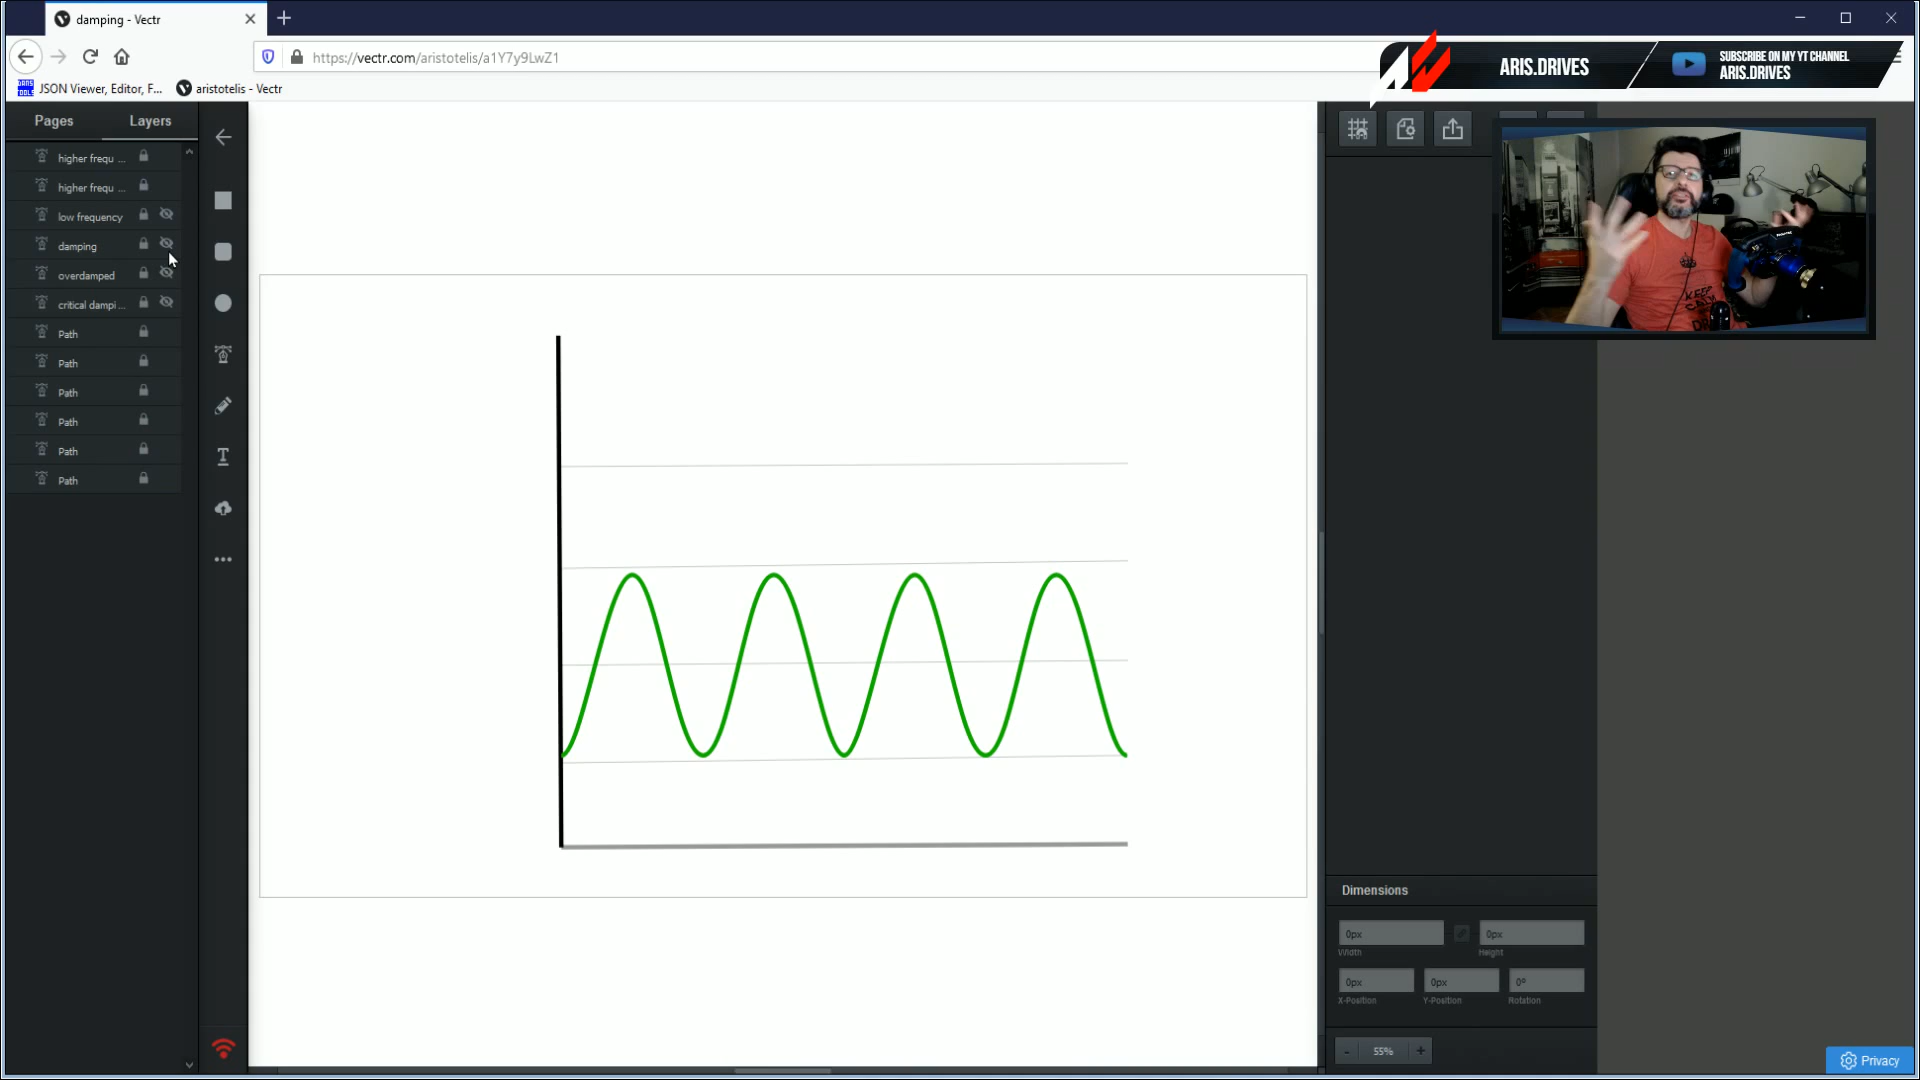 damping - Vectr
https://vectr.com/aristotelis/a1Y7y9LwZ1
JSON Viewer, Editor, F...
aristotelis - Vectr
ARIS.DRIVES
SUBSCRIBE ON MY YT CHANNEL
ARIS.DRIVES
Pages
Layers
higher frequ ...
higher frequ ...
low frequency
damping
overdamped
critical dampi ...
Path
Path
Path
Path
Path
Path
KEEP
CALM
Dimensions
0px
0px
Width
Height
0px
0px
0°
X-Position
Y-Position
Rotation
- 55% +
Privacy